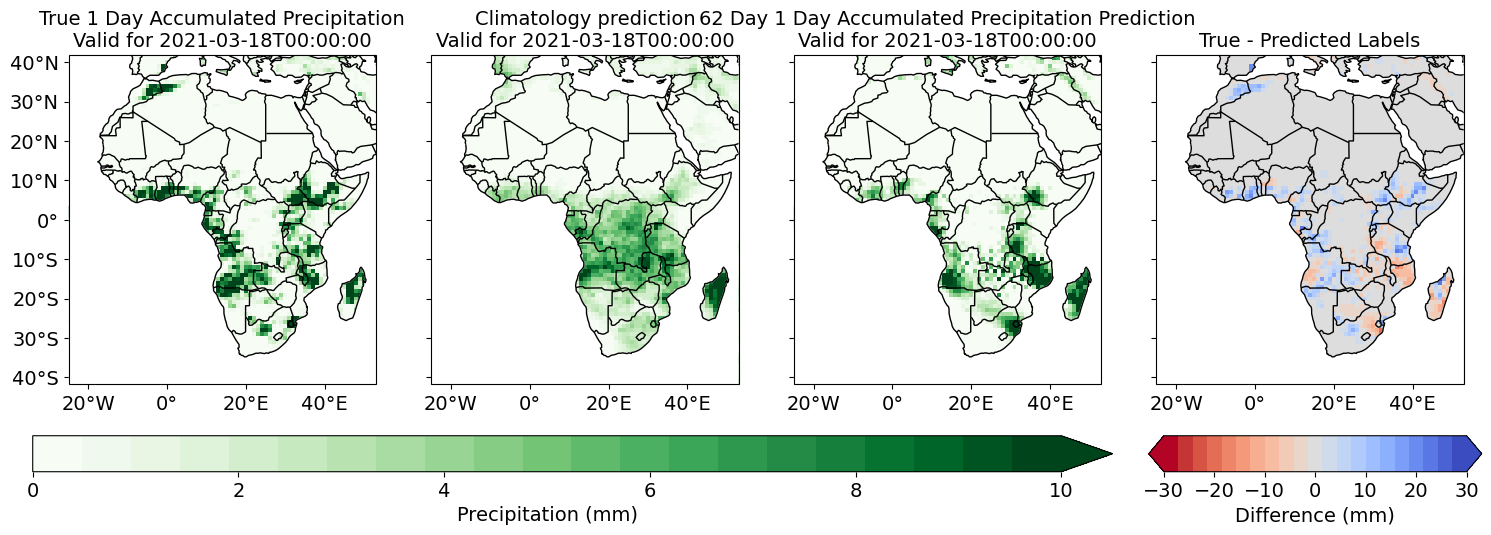 True 1 Day Accumulated Precipitation
Valid for 2021-03-18T00:00:00
Climatology prediction
Valid for 2021-03-18T00:00:00
62 Day 1 Day Accumulated Precipitation Prediction
Valid for 2021-03-18T00:00:00
True - Predicted Labels
40°N
30°N
20°N
10°N
0°
10°S
20°S
30°S
40°S
20°W 0° 20°E 40°E
20°W 0° 20°E 40°E
20°W 0° 20°E 40°E
20°W 0° 20°E 40°E
0 2 4 6 8 10
Precipitation (mm)
−30 −20 −10 0 10 20 30
Difference (mm)